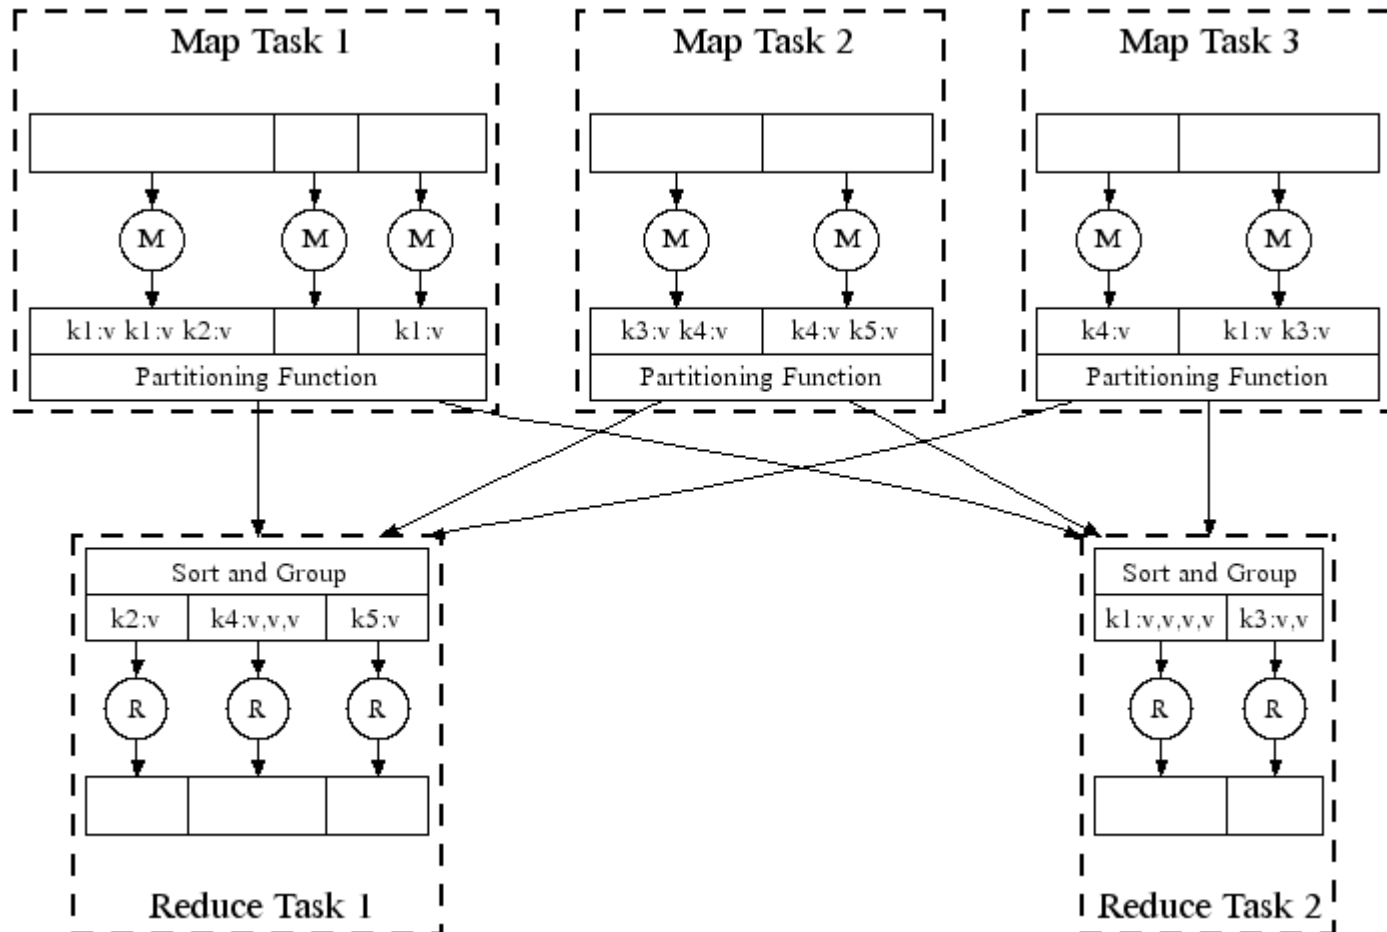 Map Task 1
Map Task 2
Map Task 3
M M M M M M M
k1:v k1:v k2:v k1:v k3:v k4:v k4:v k5:v k4:v k1:v k3:v
Partitioning Function Partitioning Function Partitioning Function
Sort and Group Sort and Group
k2:v k4:v,v,v k5:v k1:v,v,v,v k3:v,v
R R R R R
Reduce Task 1
Reduce Task 2